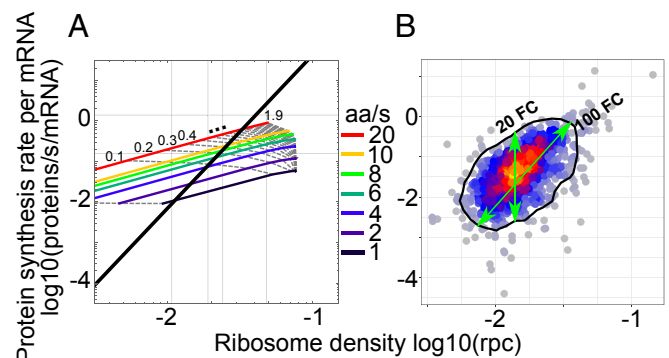 A
B
Protein synthesis rate per mRNA
log10(proteins/s/mRNA)
0
-2
-4
0.1
0.2
0.3
0.4
...
1.9
-2
-1
aa/s
20
10
8
6
4
2
1
0
-2
-4
20 FC
100 FC
-2
-1
Ribosome density log10(rpc)